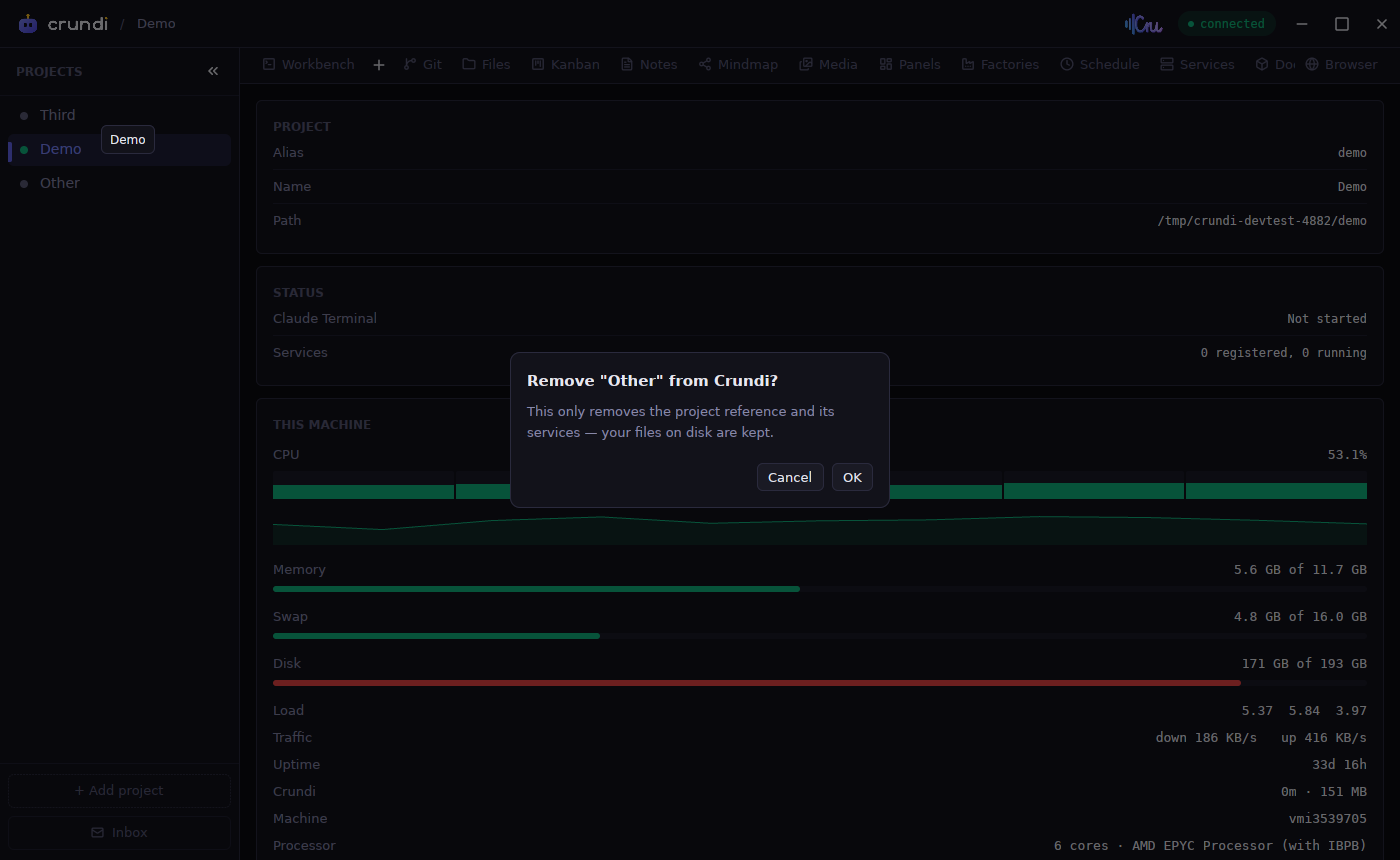 crundi / Demo
Cru
connected
PROJECTS
Workbench
Git
Files
Kanban
Notes
Mindmap
Media
Panels
Factories
Schedule
Services
Browser
Third
Demo
Demo
Other
+ Add project
Inbox
PROJECT
Alias demo
Name Demo
Path /tmp/crundi-devtest-4882/demo
STATUS
Claude Terminal Not started
Services 0 registered, 0 running
Remove "Other" from Crundi?
This only removes the project reference and its
services — your files on disk are kept.
Cancel OK
THIS MACHINE
CPU 53.1%
Memory 5.6 GB of 11.7 GB
Swap 4.8 GB of 16.0 GB
Disk 171 GB of 193 GB
Load 5.37 5.84 3.97
Traffic down 186 KB/s up 416 KB/s
Uptime 33d 16h
Crundi 0m · 151 MB
Machine vmi3539705
Processor 6 cores · AMD EPYC Processor (with IBPB)